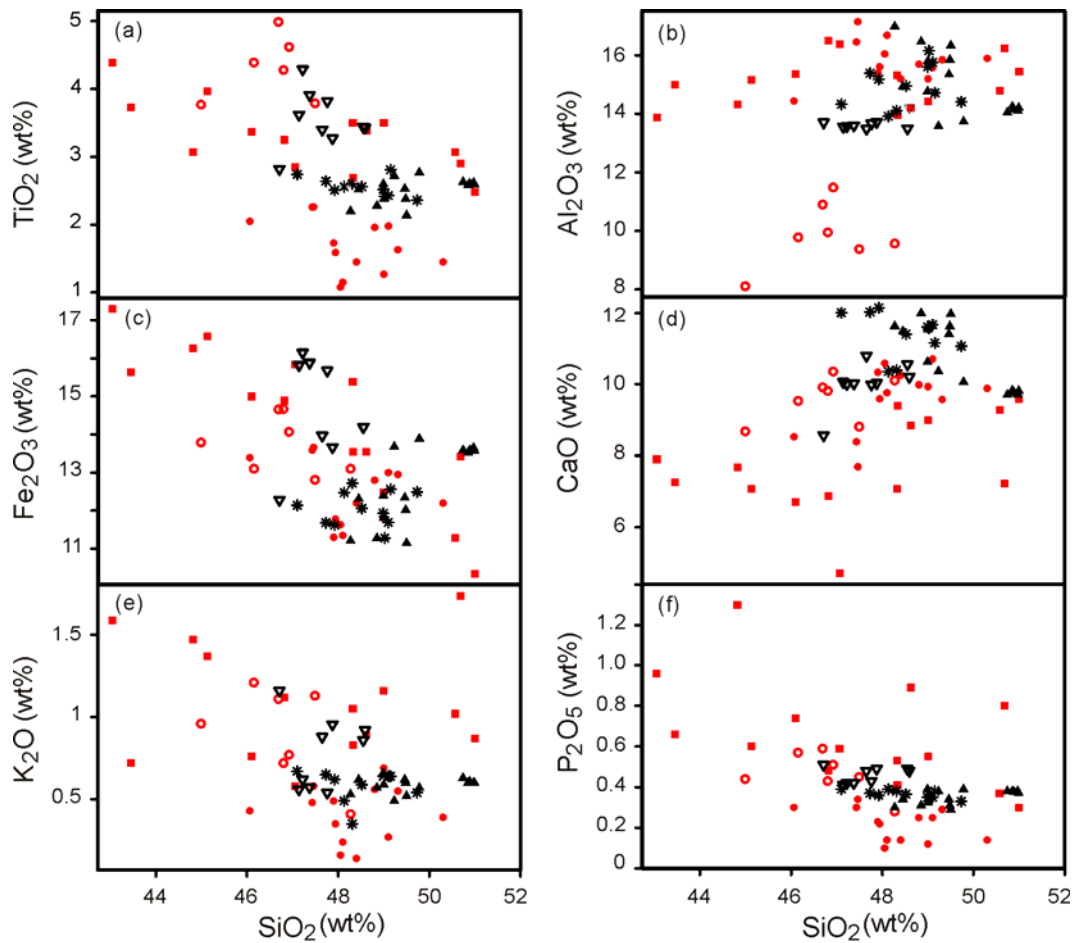 (a)
TiO2 (wt%)
5
4
3
2
1
(b)
Al2O3 (wt%)
16
14
12
10
8
(c)
Fe2O3 (wt%)
17
15
13
11
(d)
CaO (wt%)
12
10
8
6
(e)
K2O (wt%)
1.5
1
0.5
44 46 48 50 52
SiO2 (wt%)
(f)
P2O5 (wt%)
1.2
1.0
0.8
0.6
0.4
0.2
0
44 46 48 50 52
SiO2 (wt%)